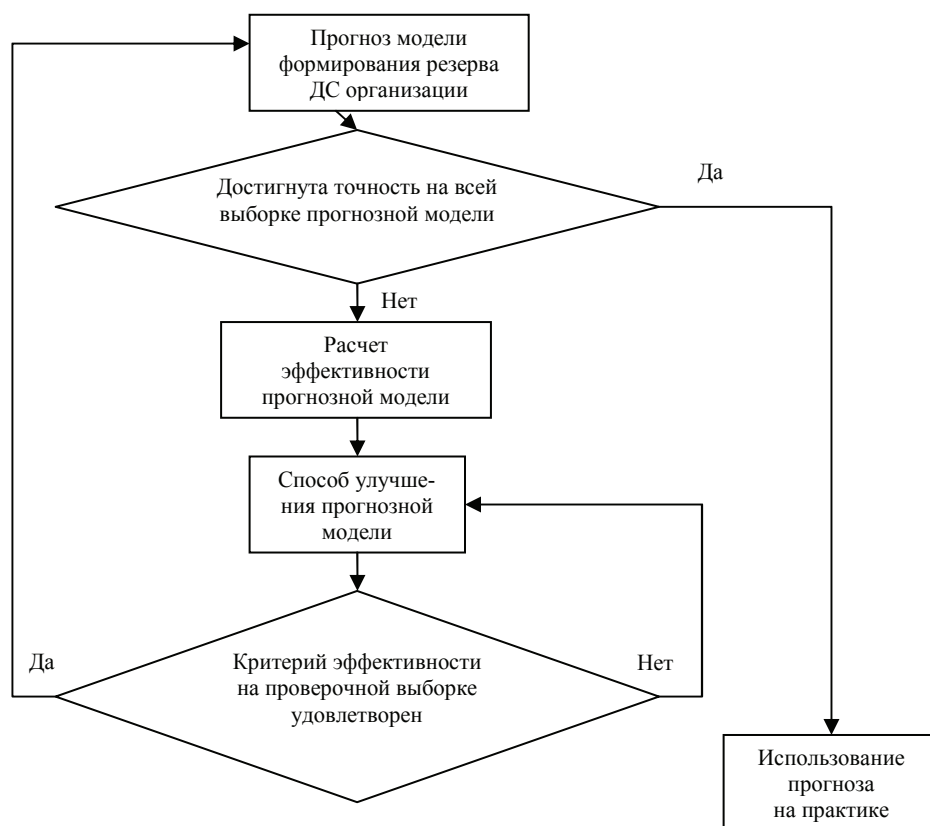 Прогноз модели
формирования резерва
ДС организации
Достигнута точность на всей
выборке прогнозной модели
Да
Нет
Расчет
эффективности
прогнозной модели
Способ улучше-
ния прогнозной
модели
Да
Критерий эффективности
на проверочной выборке
удовлетворен
Нет
Использование
прогноза
на практике